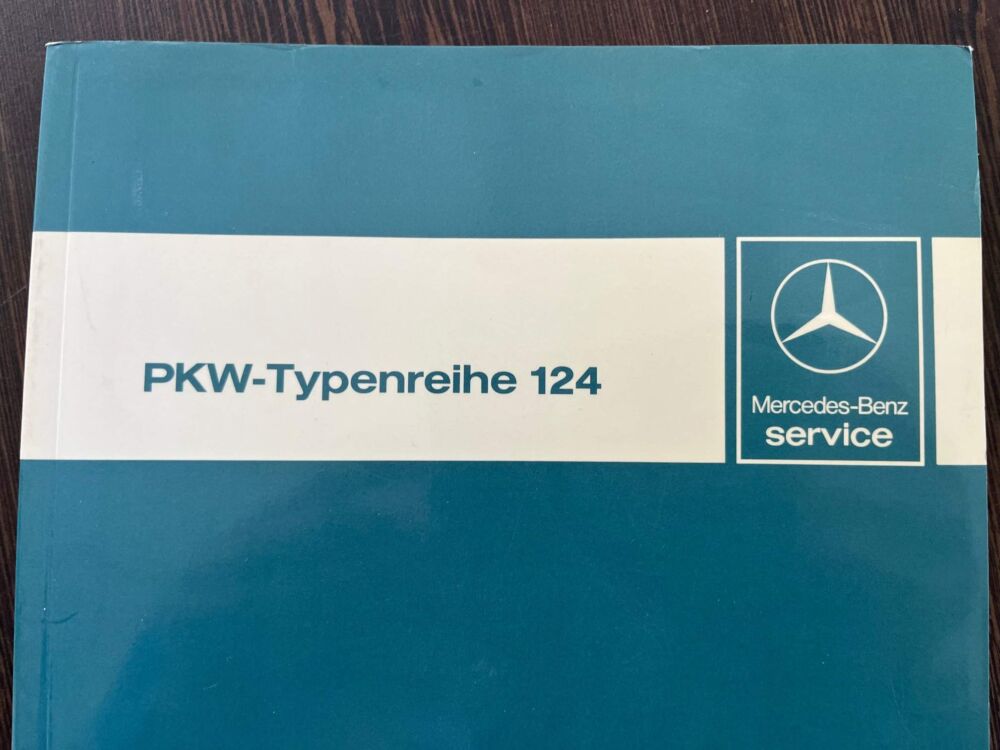 PKW-Typenreihe 124
Mercedes-Benz
service